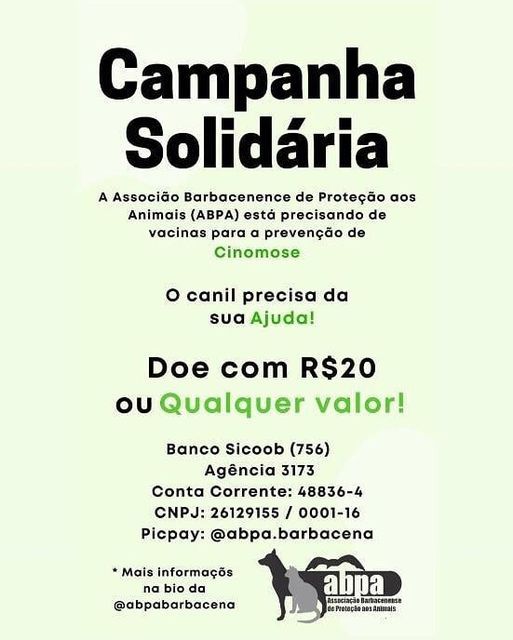 Campanha
Solidária
A Associão Barbacenence de Proteção aos
Animais (ABPA) está precisando de
vacinas para a prevenção de
Cinomose
O canil precisa da
sua Ajuda!
Doe com R$20
ou Qualquer valor!
Banco Sicoob (756)
Agência 3173
Conta Corrente: 48836-4
CNPJ: 26129155 / 0001-16
Picpay: @abpa.barbacena
* Mais informaçõs
na bio da
@abpabarbacena
abpa
Associação Barbacenense
de Proteção aos Animais